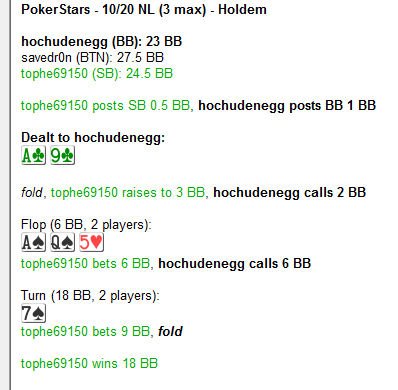 PokerStars - 10/20 NL (3 max) - Holdem
hochudenegg (BB): 23 BB
savedr0n (BTN): 27.5 BB
tophe69150 (SB): 24.5 BB
tophe69150 posts SB 0.5 BB, hochudenegg posts BB 1 BB
Dealt to hochudenegg:
A♣ 9♣
fold, tophe69150 raises to 3 BB, hochudenegg calls 2 BB
Flop (6 BB, 2 players):
A♠ Q♠ 5♥
tophe69150 bets 6 BB, hochudenegg calls 6 BB
Turn (18 BB, 2 players):
7♠
tophe69150 bets 9 BB, fold
tophe69150 wins 18 BB